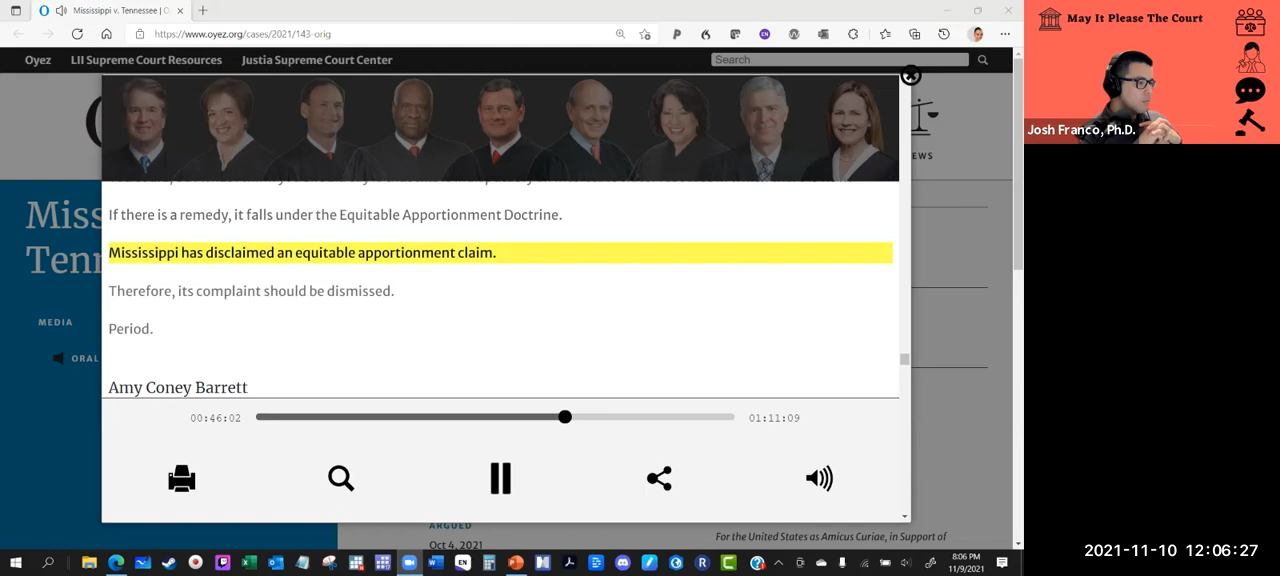 Mississippi v. Tennessee | O
https://www.oyez.org/cases/2021/143-orig
Oyez
LII Supreme Court Resources
Justia Supreme Court Center
Search
EWS
Miss
Tenn
MEDIA
ORAL
If there is a remedy, it falls under the Equitable Apportionment Doctrine.
Mississippi has disclaimed an equitable apportionment claim.
Therefore, its complaint should be dismissed.
Period.
Amy Coney Barrett
00:46:02
01:11:09
ARGUED
Oct 4, 2021
For the United States as Amicus Curiae, in Support of
8:06 PM
11/9/2021
May It Please The Court
Josh Franco, Ph.D.
2021-11-10 12:06:27